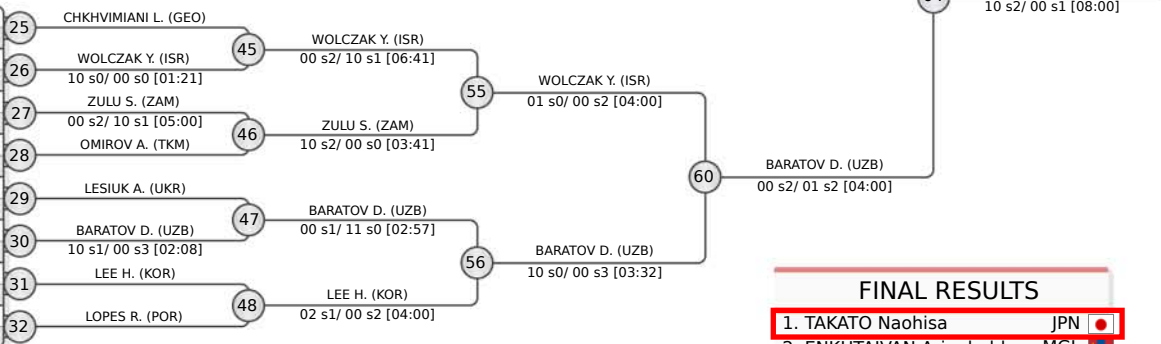 10 s2/ 00 s1 [08:00]
25
CHKHVIMIANI L. (GEO)
45
WOLCZAK Y. (ISR)
00 s2/ 10 s1 [06:41]
26
WOLCZAK Y. (ISR)
10 s0/ 00 s0 [01:21]
55
WOLCZAK Y. (ISR)
01 s0/ 00 s2 [04:00]
27
ZULU S. (ZAM)
00 s2/ 10 s1 [05:00]
46
ZULU S. (ZAM)
10 s2/ 00 s0 [03:41]
28
OMIROV A. (TKM)
60
BARATOV D. (UZB)
00 s2/ 01 s2 [04:00]
29
LESIUK A. (UKR)
47
BARATOV D. (UZB)
00 s1/ 11 s0 [02:57]
30
BARATOV D. (UZB)
10 s1/ 00 s3 [02:08]
56
BARATOV D. (UZB)
10 s0/ 00 s3 [03:32]
31
LEE H. (KOR)
48
LEE H. (KOR)
02 s1/ 00 s2 [04:00]
32
LOPES R. (POR)
FINAL RESULTS
1. TAKATO Naohisa JPN